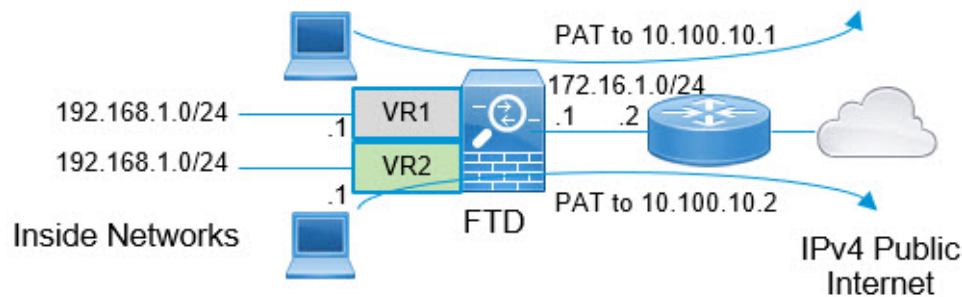 PAT to 10.100.10.1
172.16.1.0/24
192.168.1.0/24
.1
VR1
.1
.2
192.168.1.0/24
.1
VR2
PAT to 10.100.10.2
FTD
Inside Networks
IPv4 Public
Internet